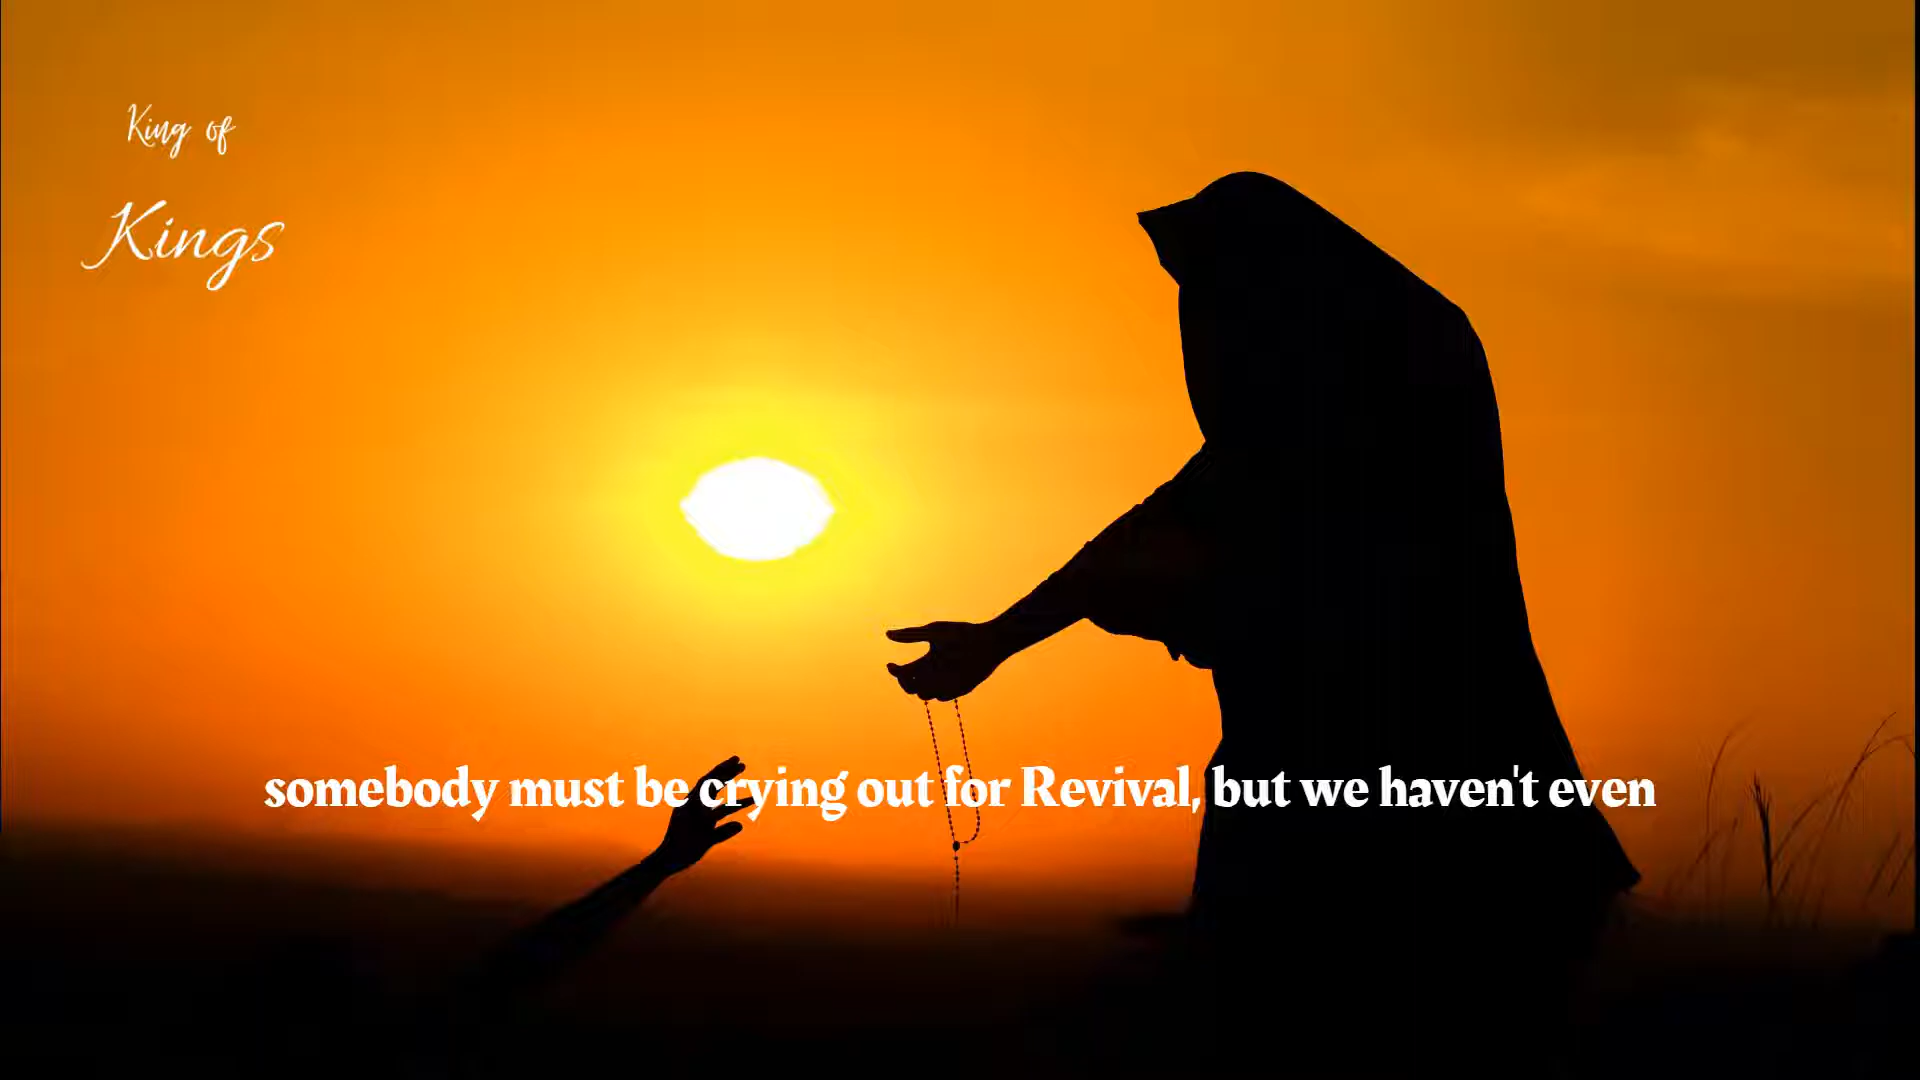 King of
Kings
somebody must be crying out for Revival, but we haven't even